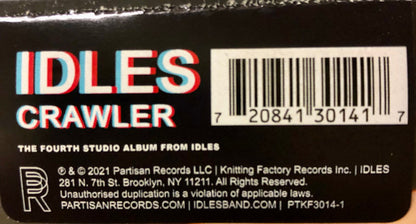 IDLES
CRAWLER
7 20841 30141 7
THE FOURTH STUDIO ALBUM FROM IDLES
℗ & © 2021 Partisan Records LLC | Knitting Factory Records Inc. | IDLES
281 N. 7th St. Brooklyn, NY 11211. All Rights Reserved.
Unauthorised duplication is a violation of applicable laws.
PARTISANRECORDS.COM | IDLESBAND.COM | PTKF3014-1